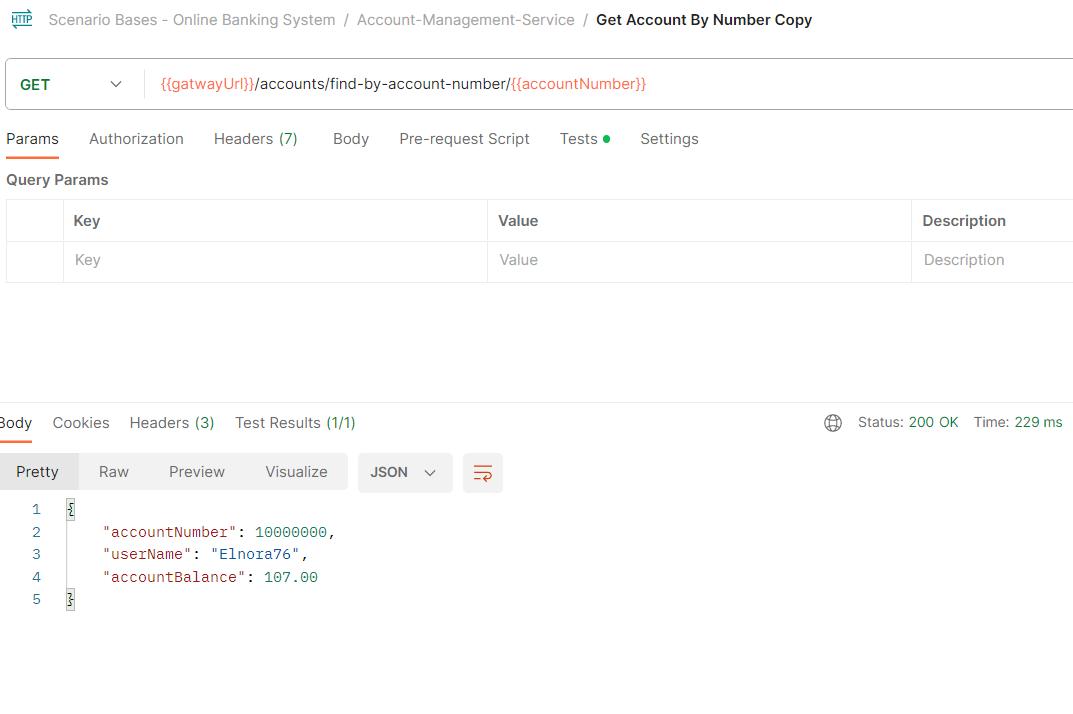 HTTP Scenario Bases - Online Banking System / Account-Management-Service / Get Account By Number Copy
GET {{gatwayUrl}}/accounts/find-by-account-number/{{accountNumber}}
Params Authorization Headers (7) Body Pre-request Script Tests Settings
Query Params
Key Value Description
Key Value Description
Body Cookies Headers (3) Test Results (1/1) Status: 200 OK Time: 229 ms
Pretty Raw Preview Visualize JSON
1 {
2 "accountNumber": 10000000,
3 "userName": "Elnora76",
4 "accountBalance": 107.00
5 }